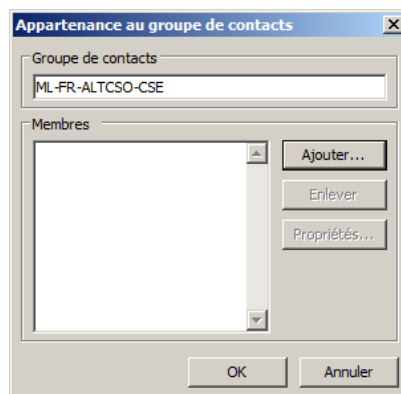 Appartenance au groupe de contacts
Groupe de contacts
ML-FR-ALTCSO-CSE
Membres
Ajouter...
Enlever
Propriétés...
OK
Annuler